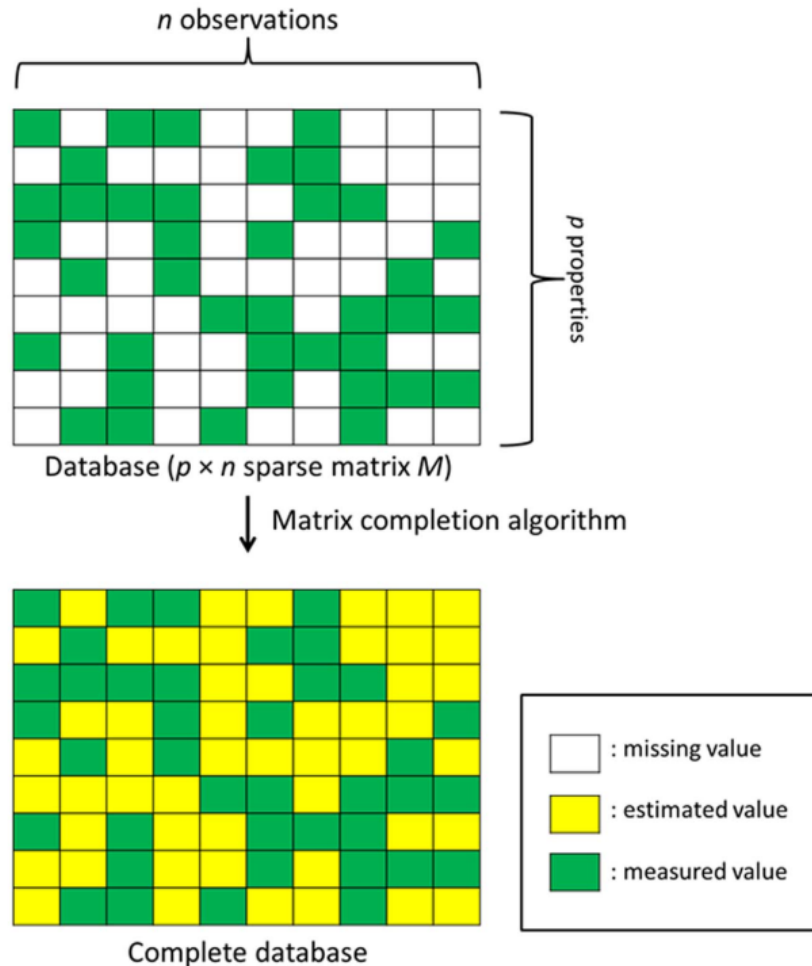 n observations
p properties
Database (p × n sparse matrix M)
Matrix completion algorithm
: missing value
: estimated value
: measured value
Complete database